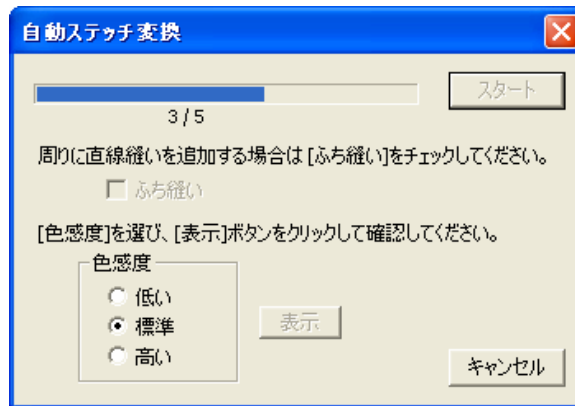 自動ステッチ変換
スタート
3 / 5
周りに直線縫いを追加する場合は[ふち縫い]をチェックしてください。
ふち縫い
[色感度]を選び、[表示]ボタンをクリックして確認してください。
色感度
低い
標準
高い
表示
キャンセル